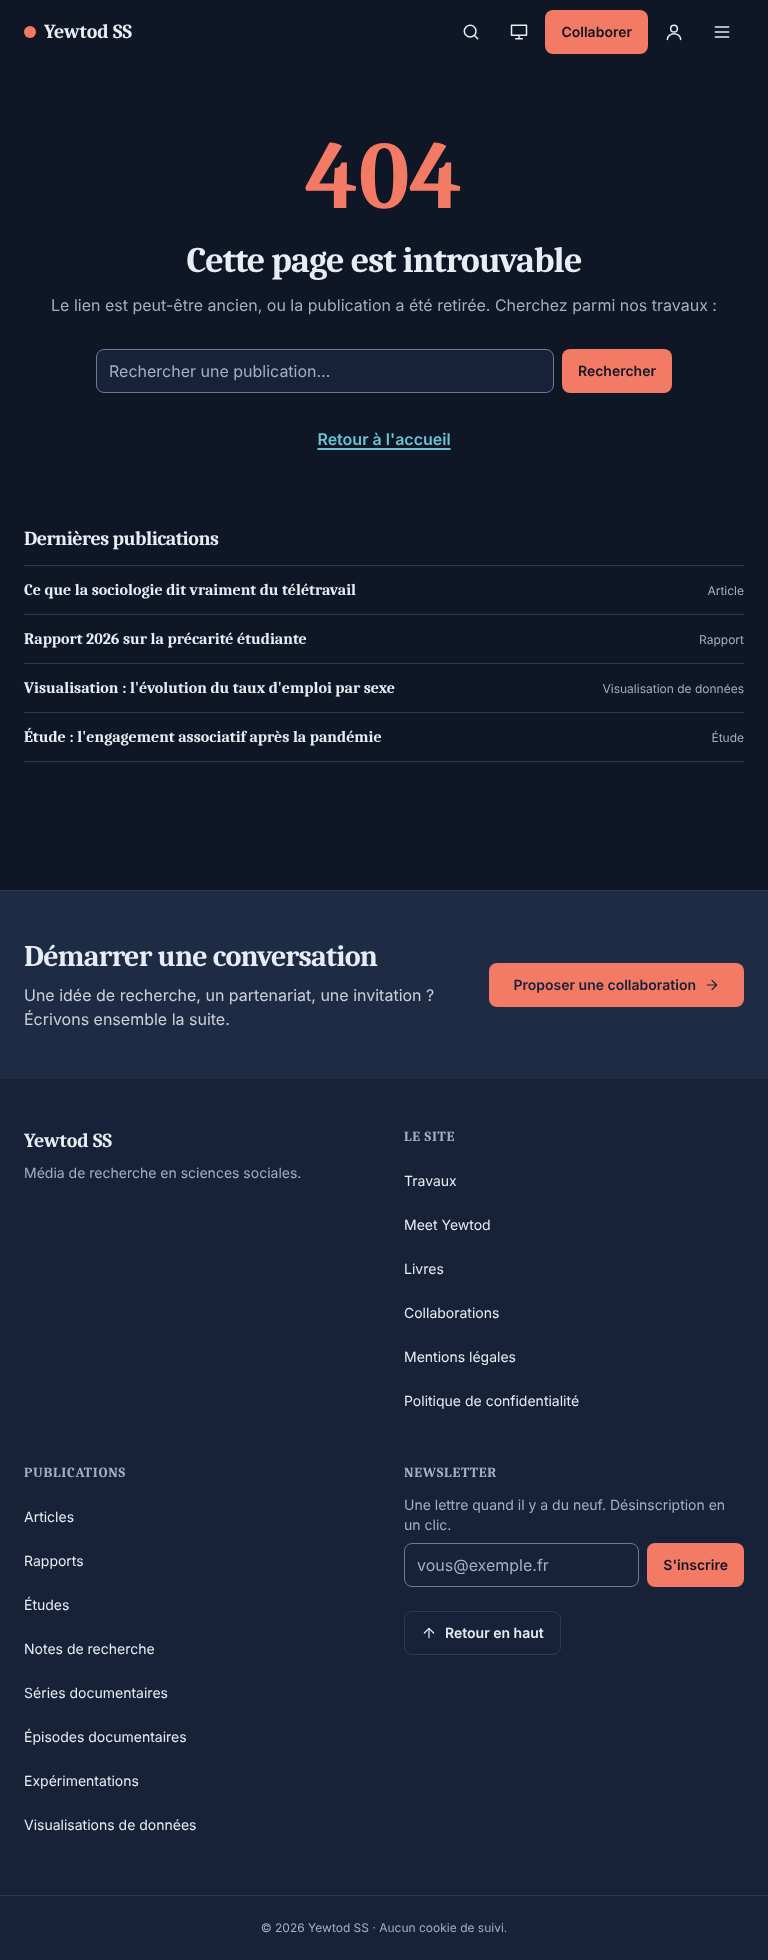 Yewtod SS
Collaborer
404
Cette page est introuvable
Le lien est peut-être ancien, ou la publication a été retirée. Cherchez parmi nos travaux :
Rechercher une publication…
Rechercher
Retour à l'accueil
Dernières publications
Ce que la sociologie dit vraiment du télétravail
Article
Rapport 2026 sur la précarité étudiante
Rapport
Visualisation : l'évolution du taux d'emploi par sexe
Visualisation de données
Étude : l'engagement associatif après la pandémie
Étude
Démarrer une conversation
Une idée de recherche, un partenariat, une invitation ?
Écrivons ensemble la suite.
Proposer une collaboration
Yewtod SS
Média de recherche en sciences sociales.
LE SITE
Travaux
Meet Yewtod
Livres
Collaborations
Mentions légales
Politique de confidentialité
PUBLICATIONS
Articles
Rapports
Études
Notes de recherche
Séries documentaires
Épisodes documentaires
Expérimentations
Visualisations de données
NEWSLETTER
Une lettre quand il y a du neuf. Désinscription en
un clic.
vous@exemple.fr
S'inscrire
Retour en haut
© 2026 Yewtod SS · Aucun cookie de suivi.